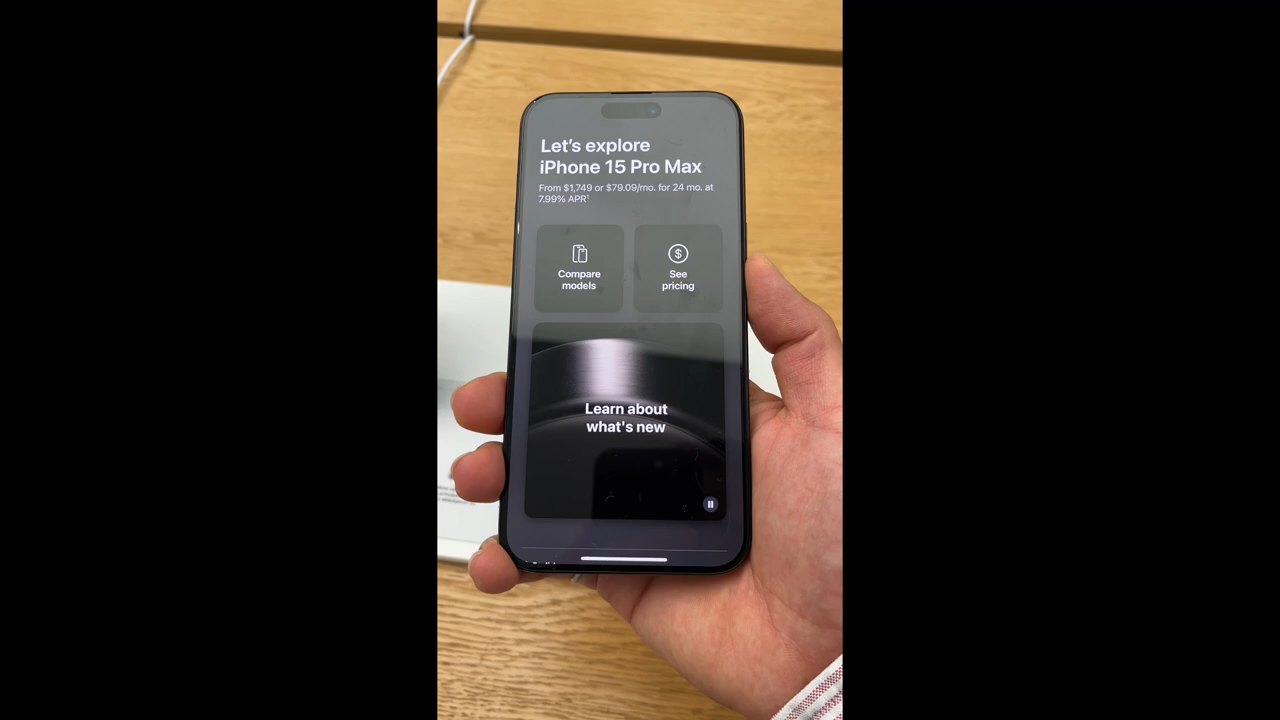 Let's explore
iPhone 15 Pro Max
From $1,749 or $79.09/mo. for 24 mo. at
7.99% APR¹
Compare
models
See
pricing
Learn about
what's new